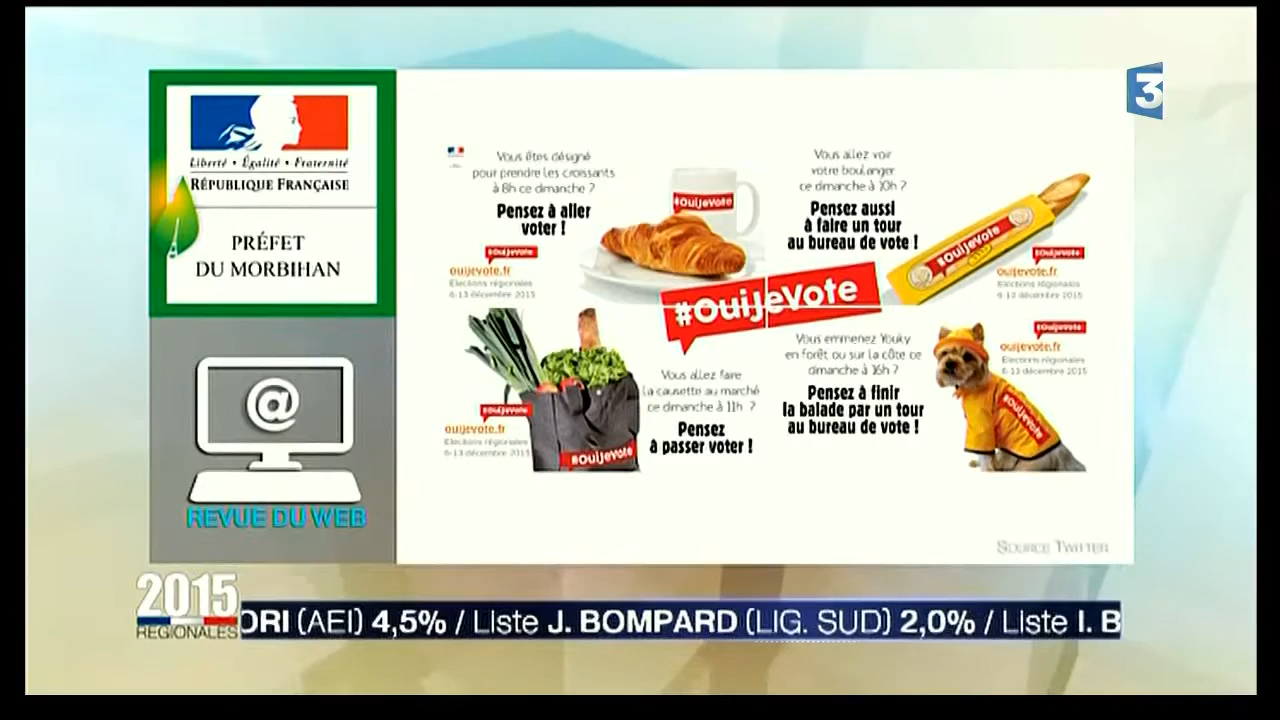 3
Liberté • Égalité • Fraternité
RÉPUBLIQUE FRANÇAISE
PRÉFET
DU MORBIHAN
@
REVUE DU WEB
Vous êtes désigné
pour prendre les croissants
à 8h ce dimanche ?
Pensez à aller
voter !
#OuiJeVote
ouijevote.fr
Elections régionales
6-13 décembre 2015
#OuiJeVote
Vous allez voir
votre boulanger
ce dimanche à 10h ?
Pensez aussi
à faire un tour
au bureau de vote !
#OuiJeVote
#OuiJeVote
ouijevote.fr
Elections régionales
6-13 décembre 2015
#OuiJeVote
Vous allez faire
la causette au marché
ce dimanche à 11h ?
Pensez
à passer voter !
#OuiJeVote
ouijevote.fr
Elections régionales
6-13 décembre 2015
#OuiJeVote
Vous emmenez Youky
en forêt ou sur la côte ce
dimanche à 16h ?
Pensez à finir
la balade par un tour
au bureau de vote !
#OuiJeVote
ouijevote.fr
Elections régionales
6-13 décembre 2015
#OuiJeVote
SOURCE TWITTER
2015
REGIONALES
ORI (AEI) 4,5% / Liste J. BOMPARD (LIG. SUD) 2,0% / Liste I. B